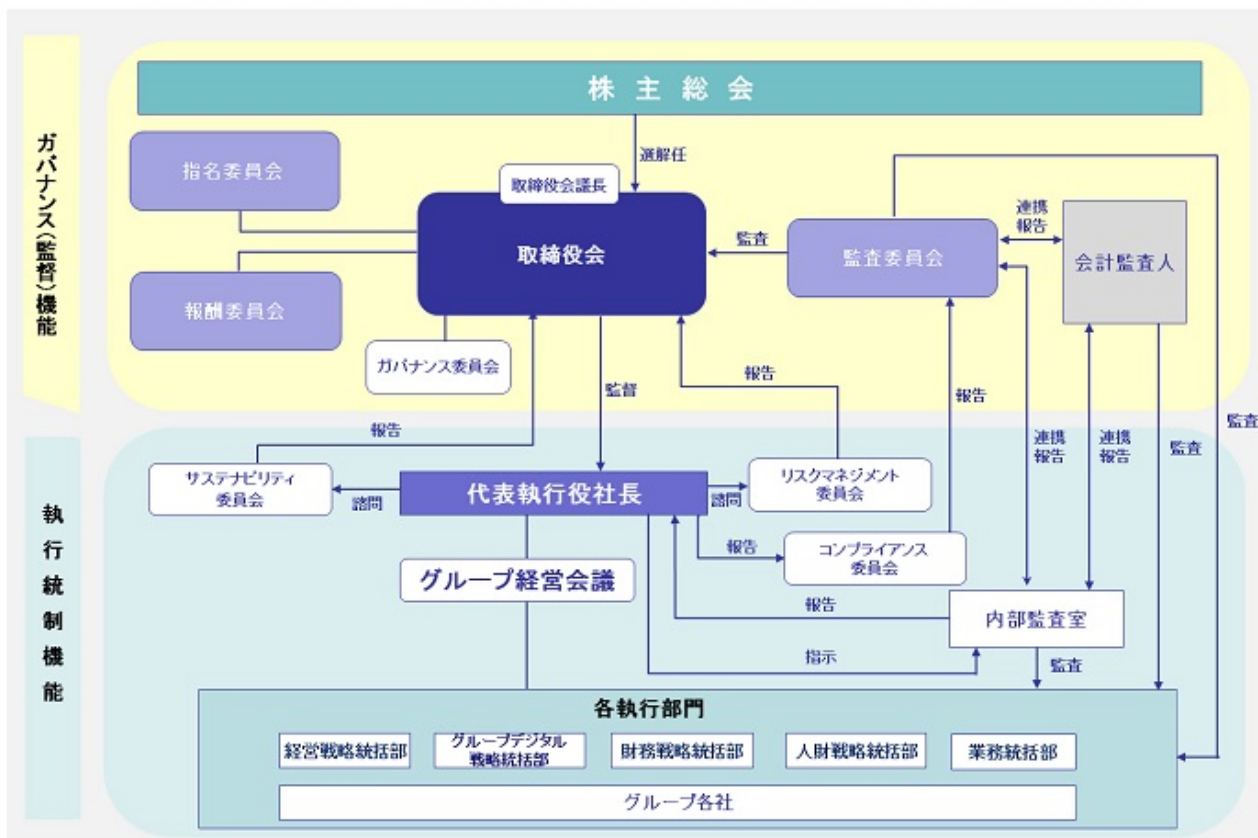 株主総会
ガバナンス(監督)機能
指名委員会
選解任
取締役会議長
取締役会
監査
監査委員会
連携
報告
会計監査人
報酬委員会
ガバナンス委員会
監督
報告
報告
報告
連携
報告
連携
報告
監査
監査
執行統制機能
サステナビリティ
委員会
諮問
代表執行役社長
諮問
リスクマネジメント
委員会
報告
コンプライアンス
委員会
グループ経営会議
報告
内部監査室
指示
監査
各執行部門
経営戦略統括部
グループデジタル
戦略統括部
財務戦略統括部
人財戦略統括部
業務統括部
グループ各社